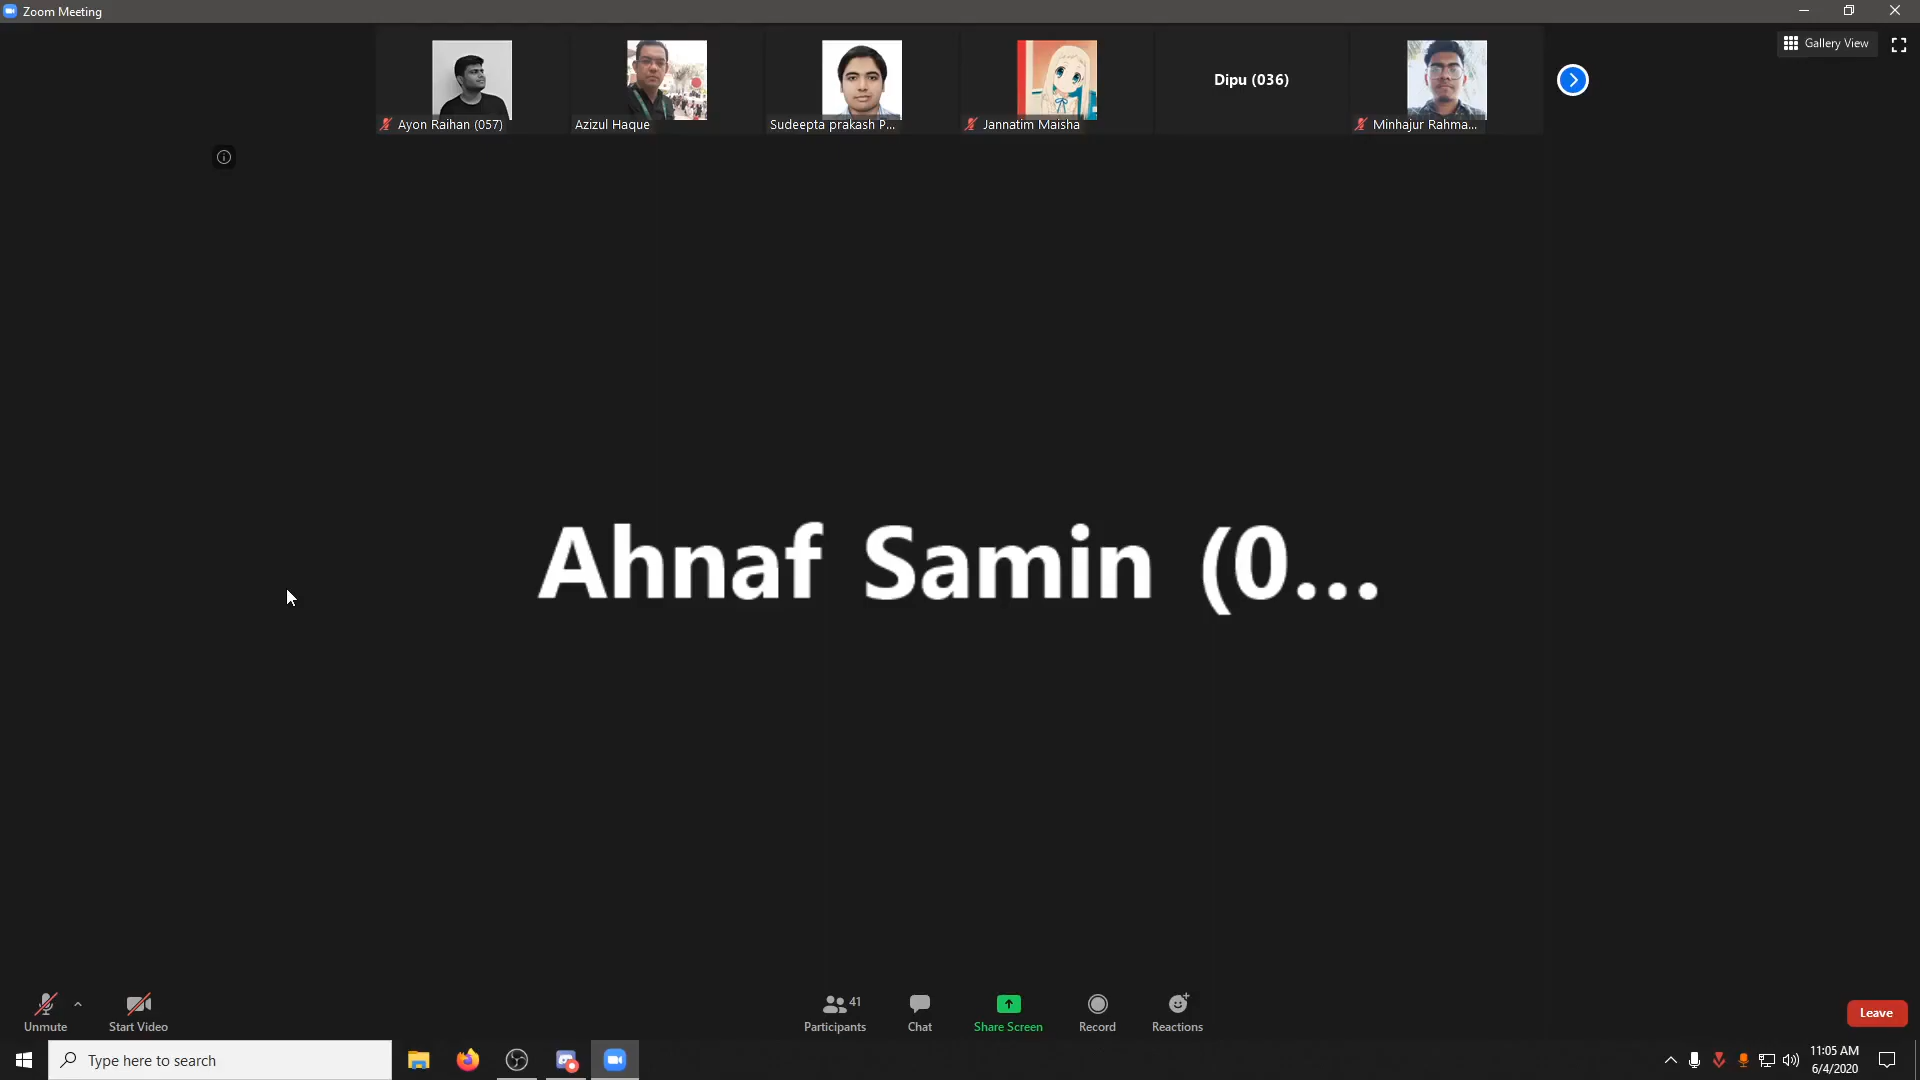 Zoom Meeting
Gallery View
Dipu (036)
Ayon Raihan (057)
Azizul Haque
Sudeepta prakash P...
Jannatim Maisha
Minhajur Rahma...
Ahnaf Samin (0...
41
Unmute
Start Video
Participants
Chat
Share Screen
Record
Reactions
Leave
Type here to search
11:05 AM
6/4/2020